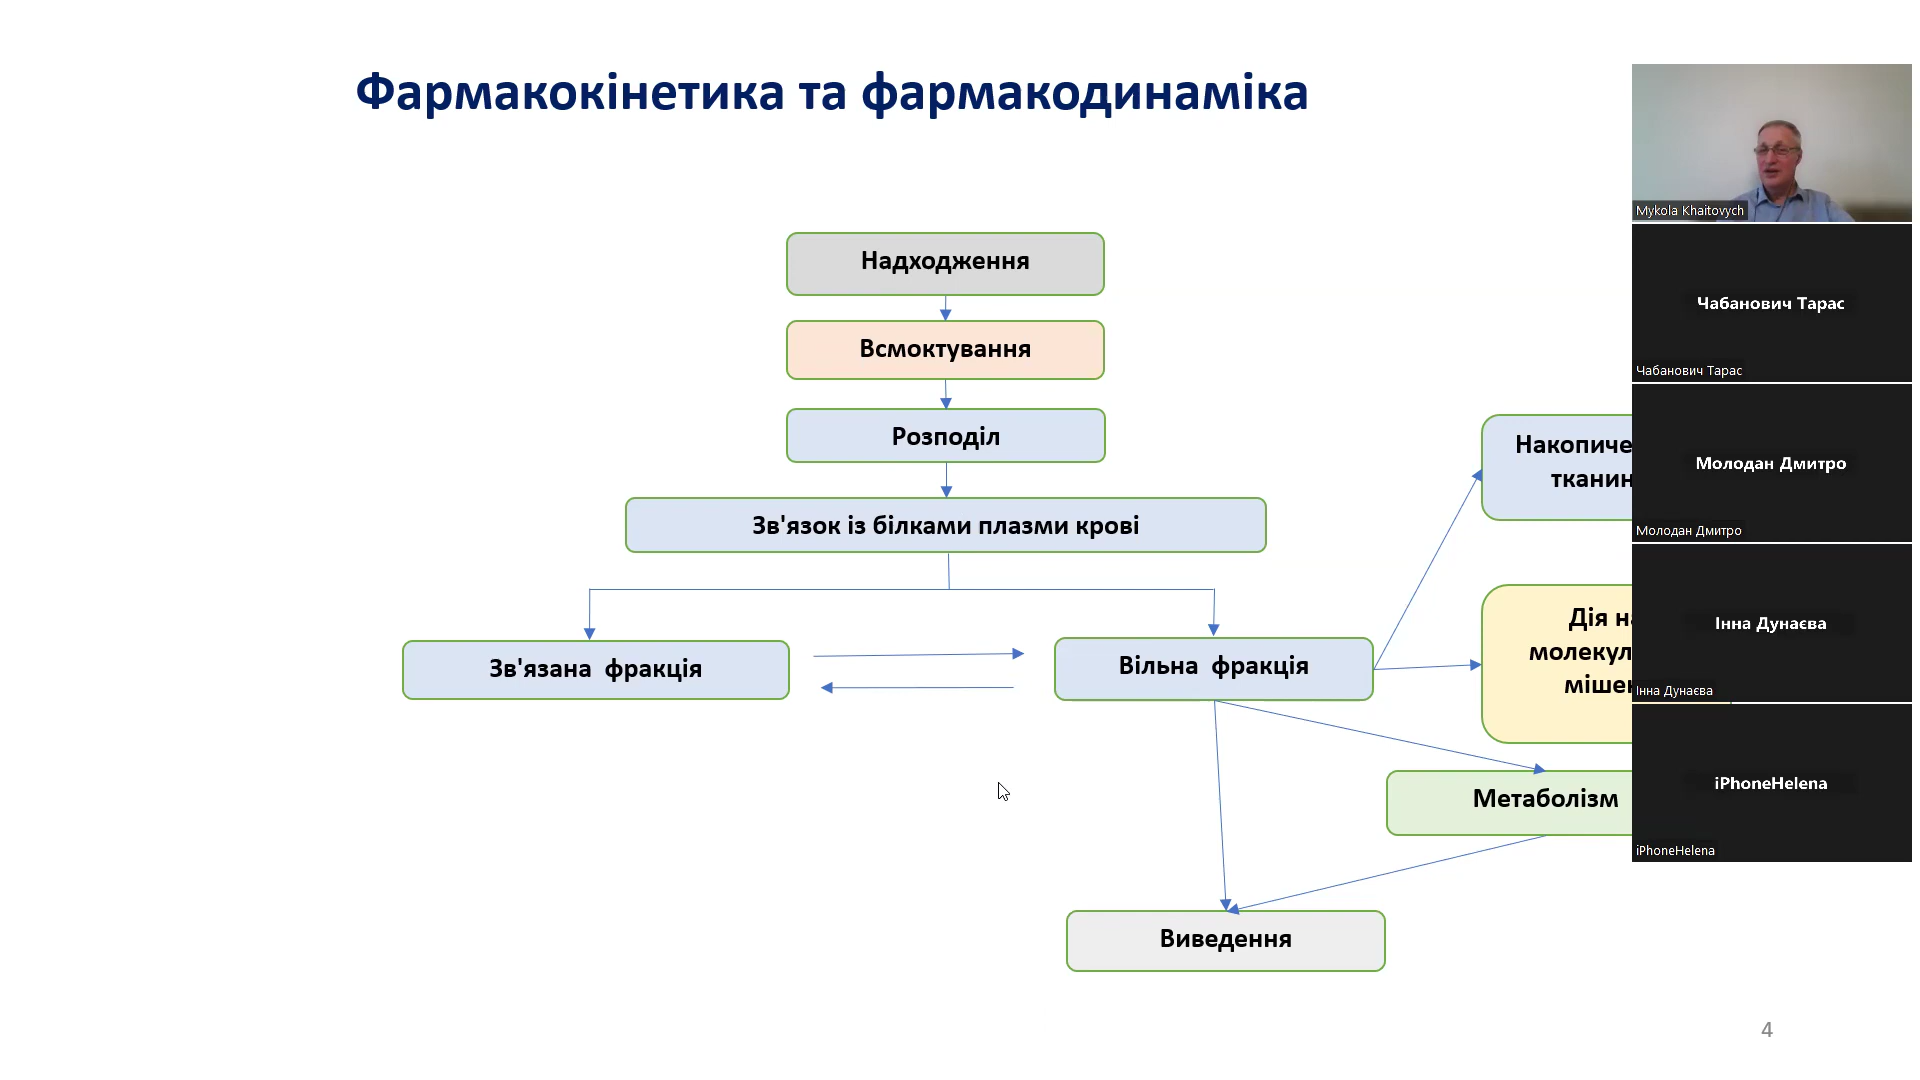 Фармакокінетика та фармакодинаміка
Надходження
Всмоктування
Розподіл
Зв'язок із білками плазми крові
Зв'язана фракція
Вільна фракція
Метаболізм
Виведення
4
Mykola Khaitovych
Чабанович Тарас
Чабанович Тарас
Молодан Дмитро
Молодан Дмитро
Інна Дунаєва
Інна Дунаєва
iPhoneHelena
iPhoneHelena
Дія